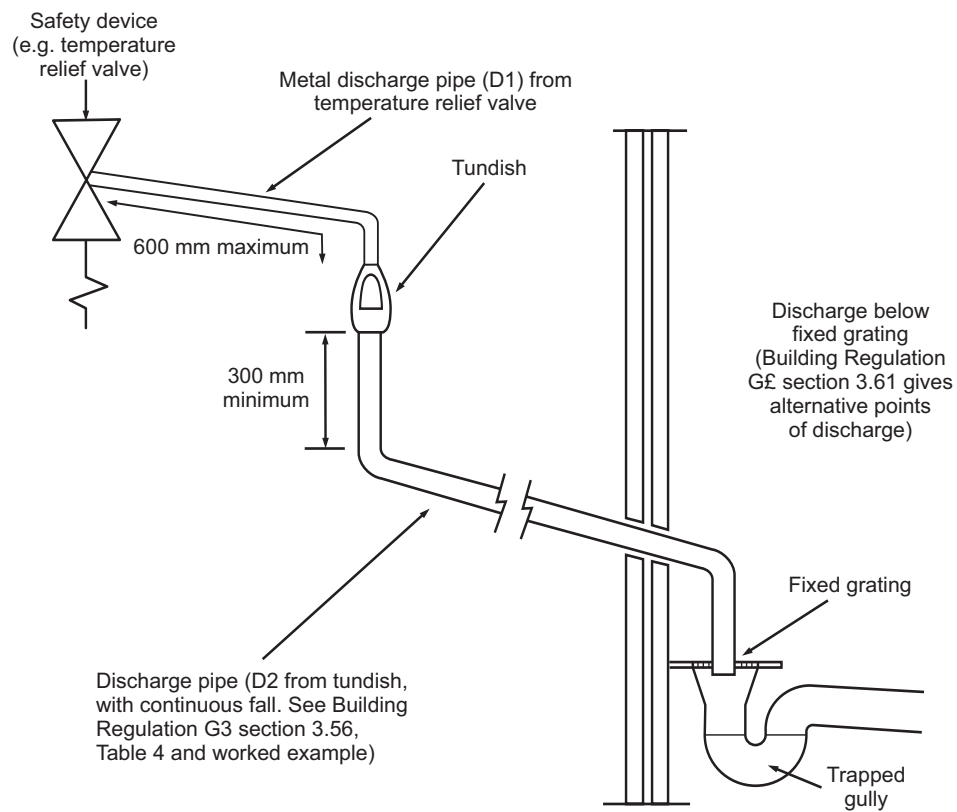 Safety device
(e.g. temperature
relief valve)
Metal discharge pipe (D1) from
temperature relief valve
Tundish
600 mm maximum
300 mm
minimum
Discharge below
fixed grating
(Building Regulation
G£ section 3.61 gives
alternative points
of discharge)
Fixed grating
Discharge pipe (D2 from tundish,
with continuous fall. See Building
Regulation G3 section 3.56,
Table 4 and worked example)
Trapped
gully